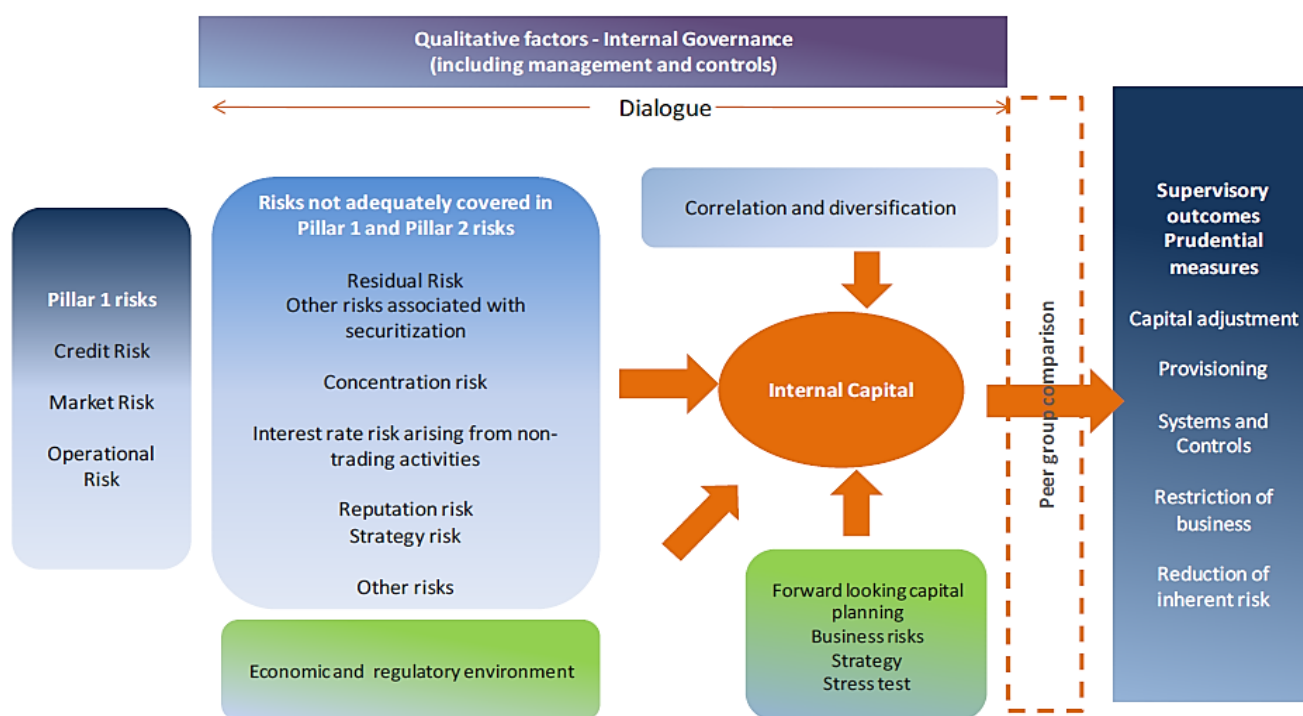 Qualitative factors - Internal Governance
(including management and controls)
Dialogue
Pillar 1 risks
Credit Risk
Market Risk
Operational
Risk
Risks not adequately covered in
Pillar 1 and Pillar 2 risks
Residual Risk
Other risks associated with
securitization
Concentration risk
Interest rate risk arising from non-
trading activities
Reputation risk
Strategy risk
Other risks
Economic and regulatory environment
Correlation and diversification
Internal Capital
Forward looking capital
planning
Business risks
Strategy
Stress test
Peer group comparison
Supervisory
outcomes
Prudential
measures
Capital adjustment
Provisioning
Systems and
Controls
Restriction of
business
Reduction of
inherent risk